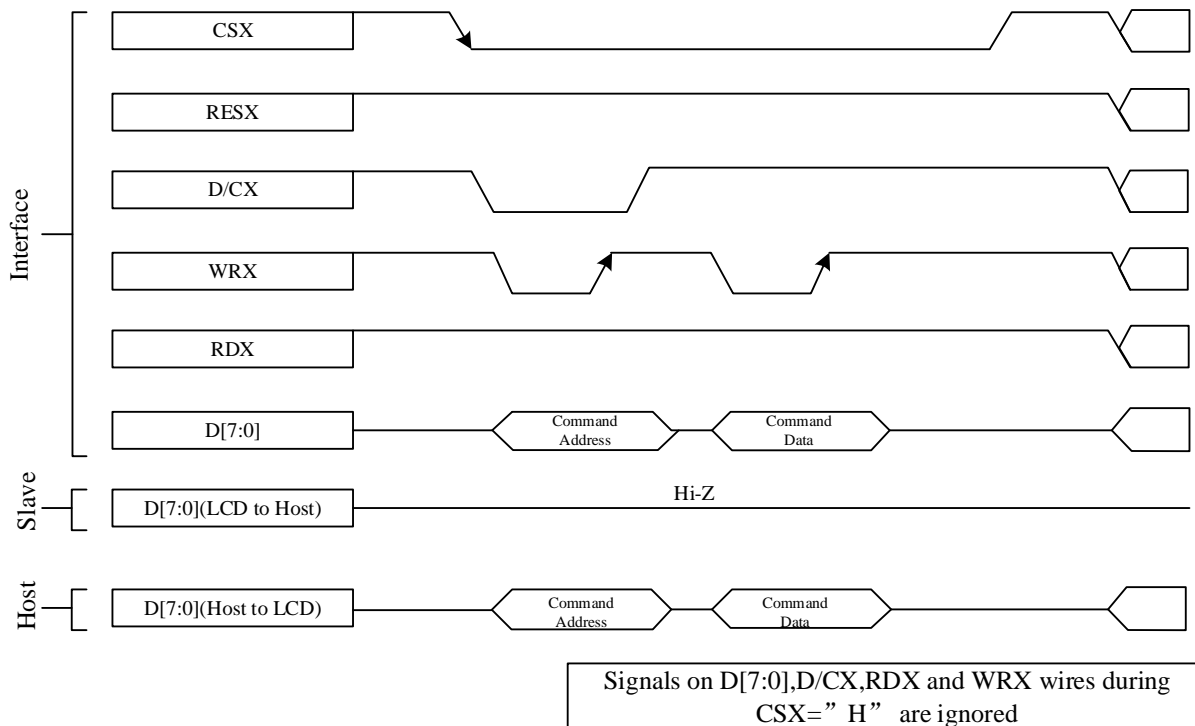 Interface
CSX
RESX
D/CX
WRX
RDX
D[7:0]
Command
Address
Command
Data
Slave
D[7:0](LCD to Host)
Hi-Z
Host
D[7:0](Host to LCD)
Command
Address
Command
Data
Signals on D[7:0],D/CX,RDX and WRX wires during
CSX=”H” are ignored